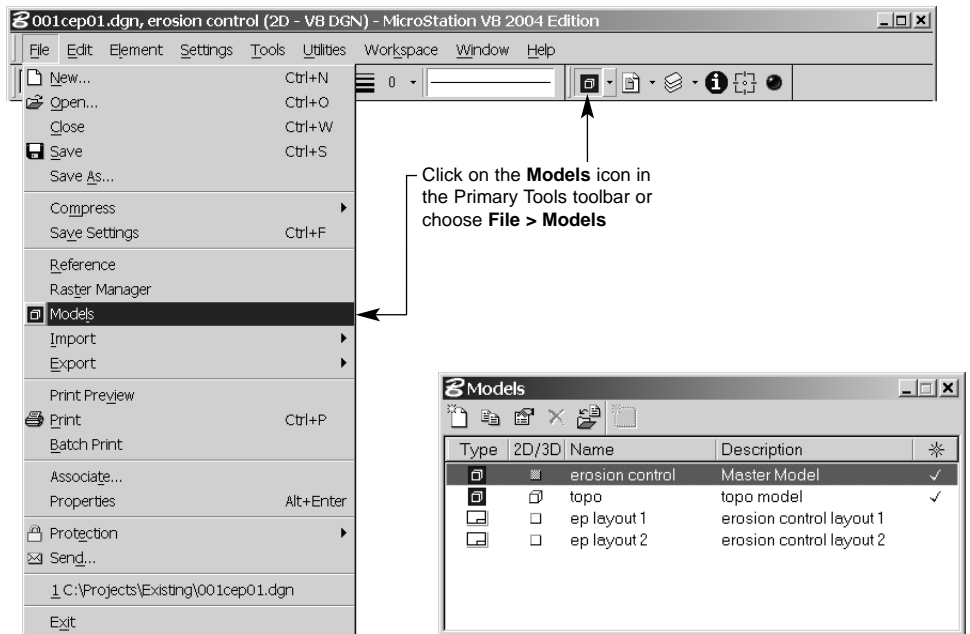 001cep01.dgn, erosion control (2D - V8 DGN) - MicroStation V8 2004 Edition
File Edit Element Settings Tools Utilities Workspace Window Help
New... Ctrl+N
0
Open... Ctrl+O
Close Ctrl+W
Save Ctrl+S
Save As...
Compress
Save Settings Ctrl+F
Reference
Raster Manager
Models
Import
Export
Print Preview
Print Ctrl+P
Batch Print
Associate...
Properties Alt+Enter
Protection
Send...
1 C:\Projects\Existing\001cep01.dgn
Exit
Click on the Models icon in
the Primary Tools toolbar or
choose File > Models
Models
Type 2D/3D Name Description
erosion control Master Model
topo topo model
ep layout 1 erosion control layout 1
ep layout 2 erosion control layout 2